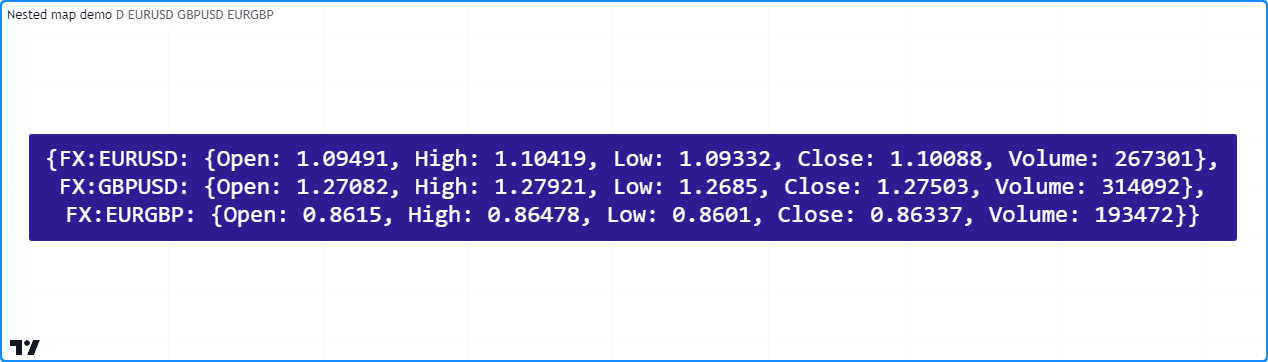 Nested map demo D EURUSD GBPUSD EURGBP
{FX:EURUSD: {Open: 1.09491, High: 1.10419, Low: 1.09332, Close: 1.10088, Volume: 267301},
FX:GBPUSD: {Open: 1.27082, High: 1.27921, Low: 1.2685, Close: 1.27503, Volume: 314092},
FX:EURGBP: {Open: 0.8615, High: 0.86478, Low: 0.8601, Close: 0.86337, Volume: 193472}}